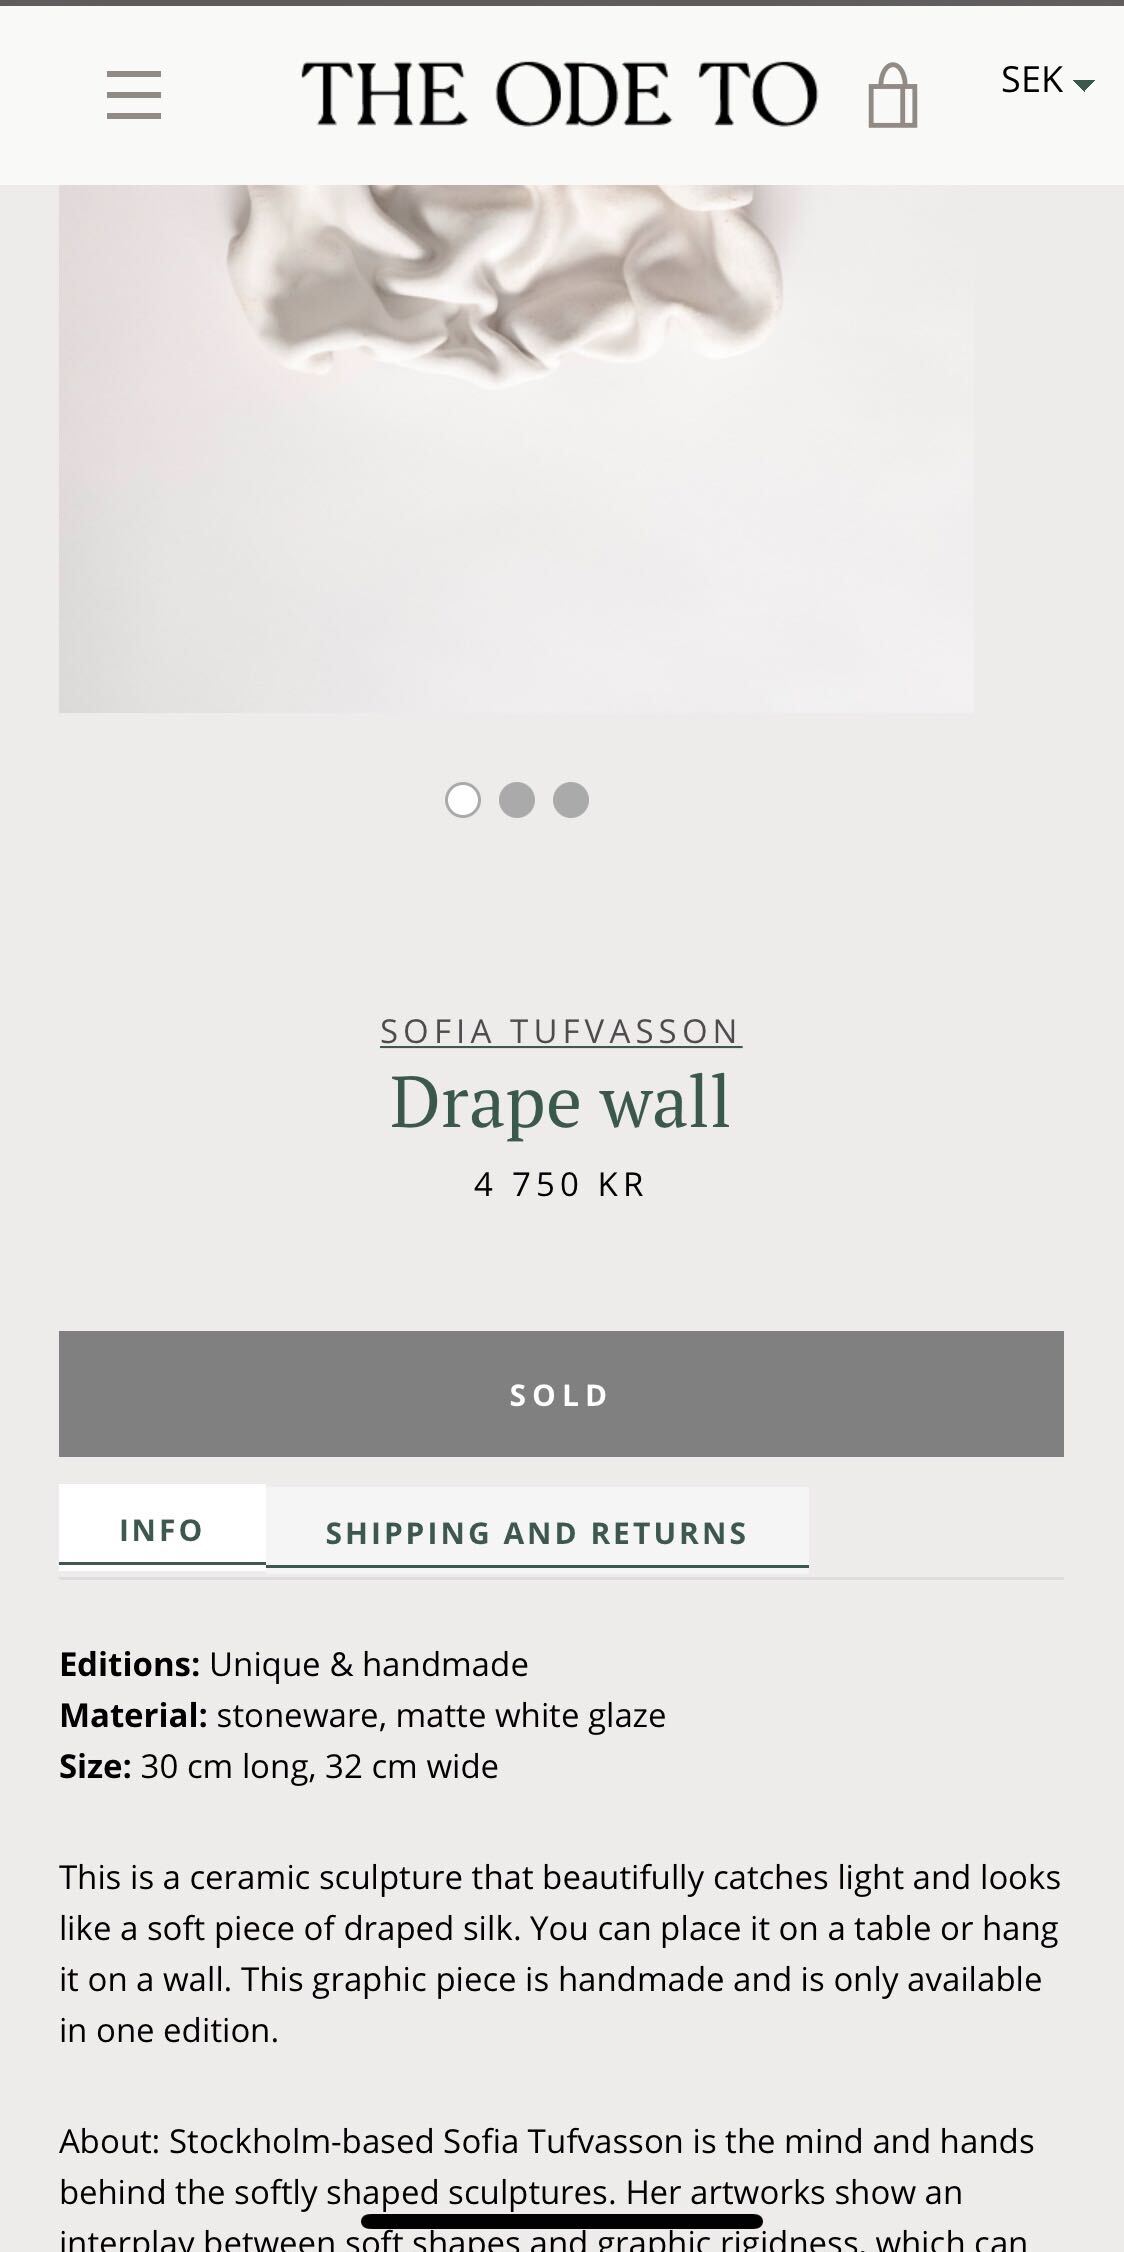 THE ODE TO
SEK
SOFIA TUFVASSON
Drape wall
4 750 KR
SOLD
INFO
SHIPPING AND RETURNS
Editions: Unique & handmade
Material: stoneware, matte white glaze
Size: 30 cm long, 32 cm wide
This is a ceramic sculpture that beautifully catches light and looks
like a soft piece of draped silk. You can place it on a table or hang
it on a wall. This graphic piece is handmade and is only available
in one edition.
About: Stockholm-based Sofia Tufvasson is the mind and hands
behind the softly shaped sculptures. Her artworks show an
interplay between soft shapes and graphic rigidness, which can